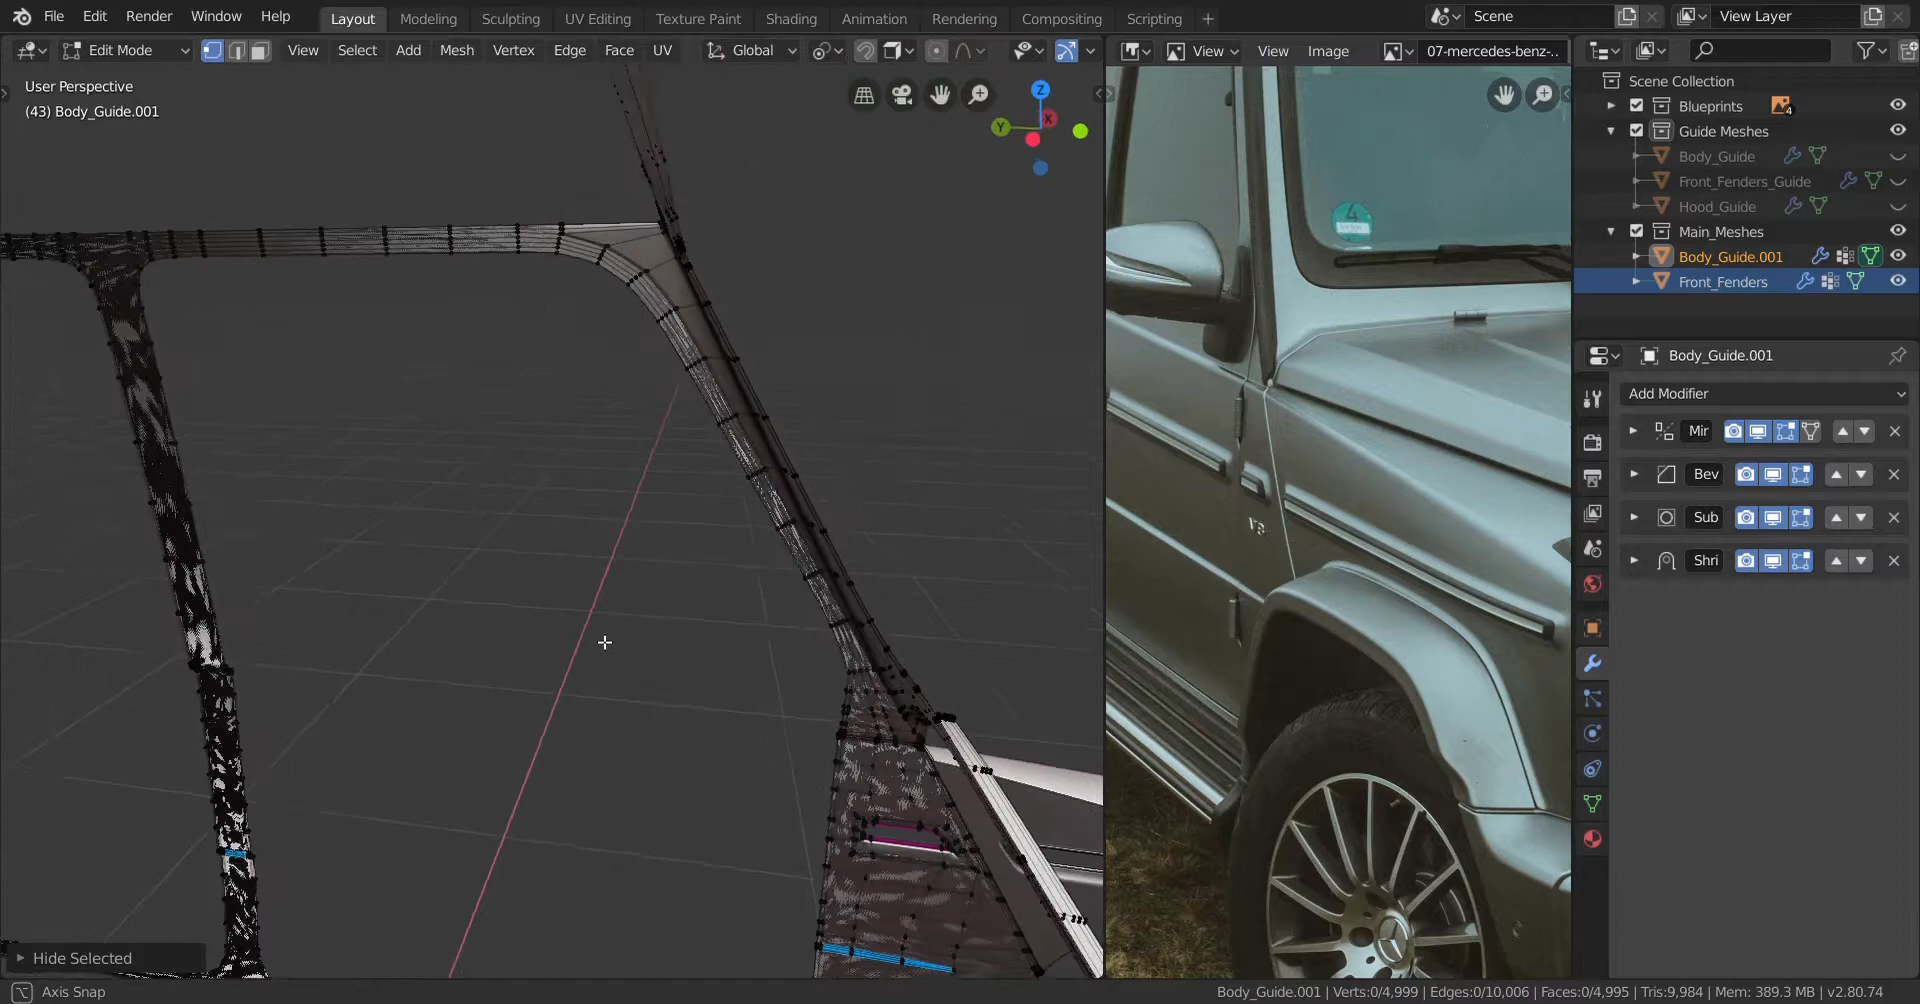 File Edit Render Window Help Layout Modeling Sculpting UV Editing Texture Paint Shading Animation Rendering Compositing Scripting Scene View Layer
Edit Mode View Select Add Mesh Vertex Edge Face UV Global View View Image 07-mercedes-benz-..
User Perspective
(43) Body_Guide.001
Z
Y
X
Scene Collection
Blueprints 4
Guide Meshes
Body_Guide
Front_Fenders_Guide
Hood_Guide
Main_Meshes
Body_Guide.001
Front_Fenders
Body_Guide.001
Add Modifier
Mir
Bev
Sub
Shri
4
V8
Hide Selected
Axis Snap
Body_Guide.001 | Verts:0/4,999 | Edges:0/10,006 | Faces:0/4,995 | Tris:9,984 | Mem: 389.3 MB | v2.80.74